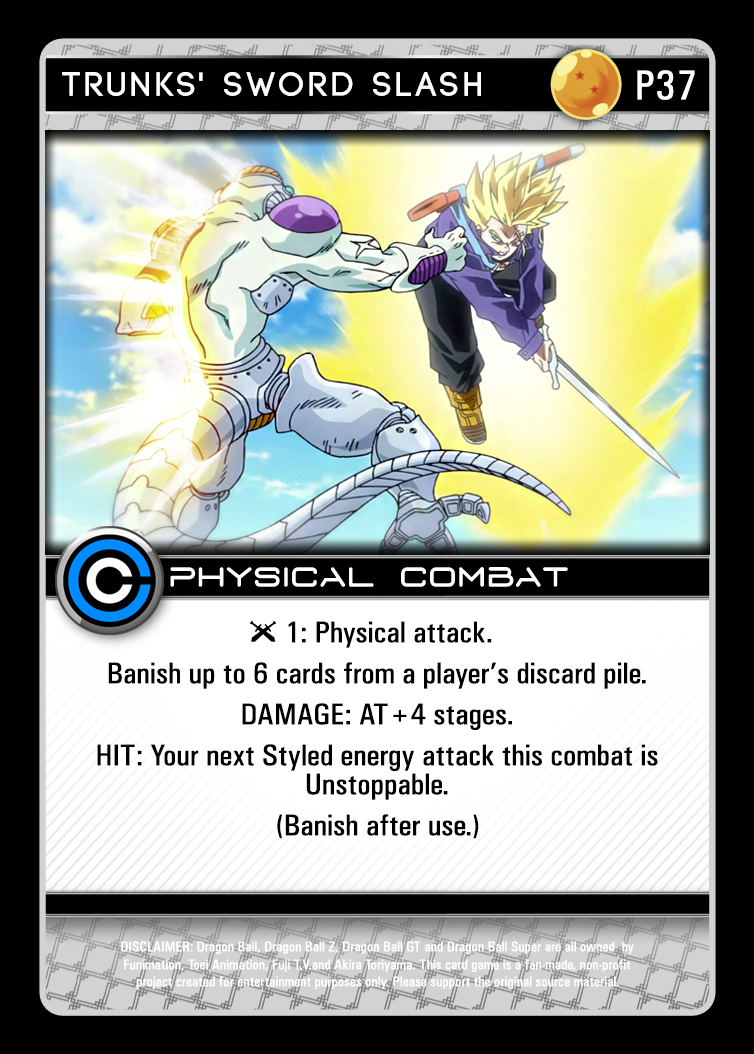 TRUNKS' SWORD SLASH P37
PHYSICAL COMBAT
1: Physical attack.
Banish up to 6 cards from a player's discard pile.
DAMAGE: AT+4 stages.
HIT: Your next Styled energy attack this combat is
Unstoppable.
(Banish after use.)
DISCLAIMER: Dragon Ball, Dragon Ball Z, Dragon Ball GT and Dragon Ball Super are all owned by
Funimation, Toei Animation, Fuji T.V.and Akira Toriyama. This card game is a fan-made, non-profit
project created for entertainment purposes only. Please support the original source material.